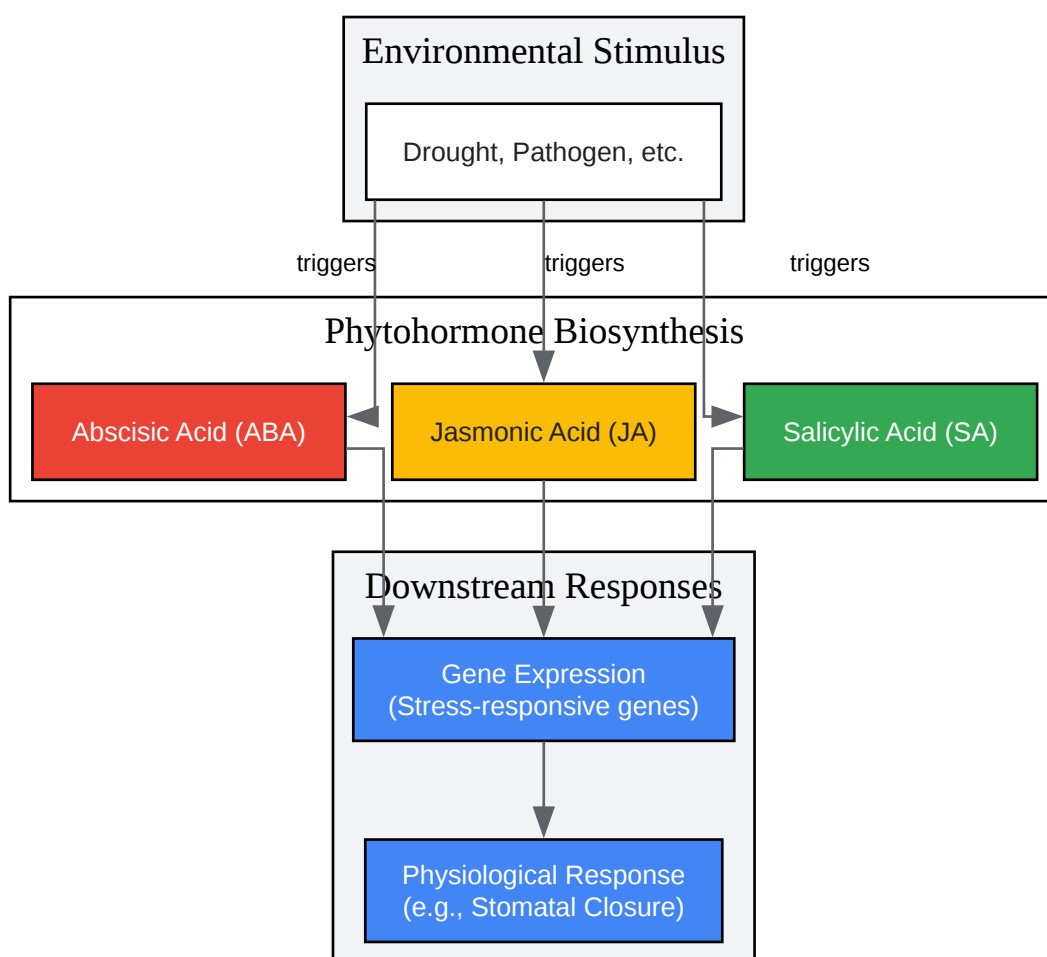 Environmental Stimulus
Drought, Pathogen, etc.
triggers triggers triggers
Phytohormone Biosynthesis
Abscisic Acid (ABA) Jasmonic Acid (JA) Salicylic Acid (SA)
Downstream Responses
Gene Expression
(Stress-responsive genes)
Physiological Response
(e.g., Stomatal Closure)